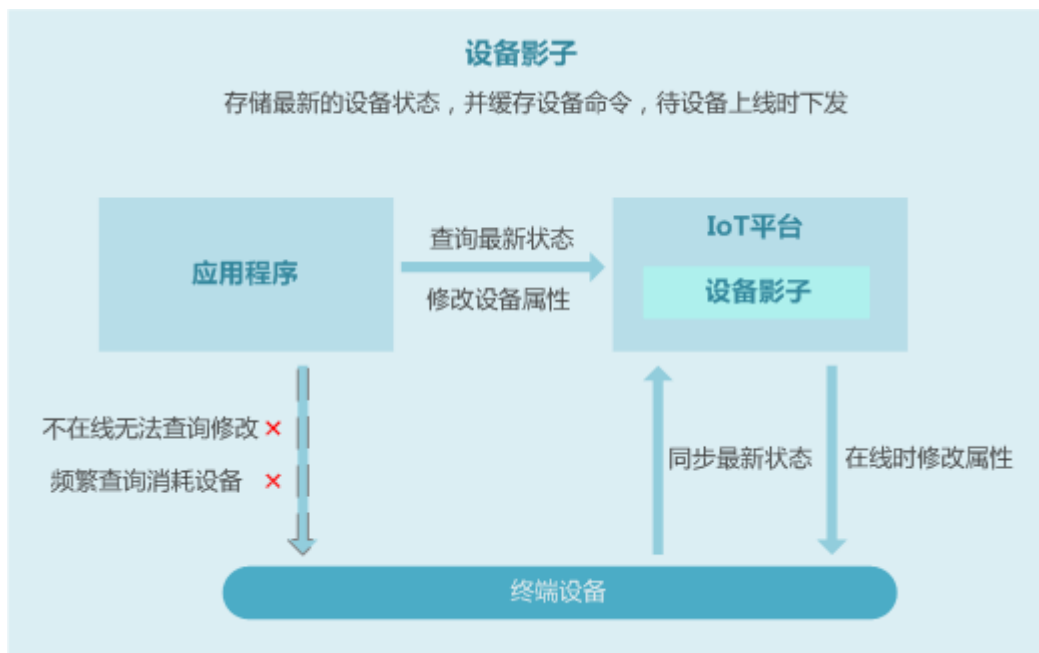 设备影子
存储最新的设备状态，并缓存设备命令，待设备上线时下发
应用程序
查询最新状态
修改设备属性
IoT平台
设备影子
不在线无法查询修改 ×
频繁查询消耗设备 ×
同步最新状态
在线时修改属性
终端设备